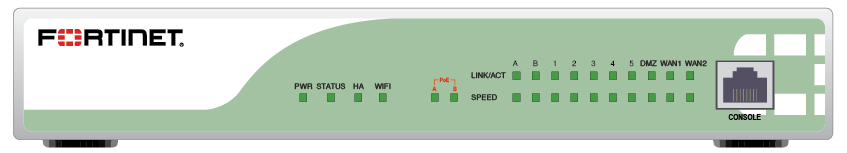 FORTINET.
A B 1 2 3 4 5 DMZ WAN1 WAN2
LINK/ACT
PWR STATUS HA WIFI
PoE
A B
SPEED
CONSOLE